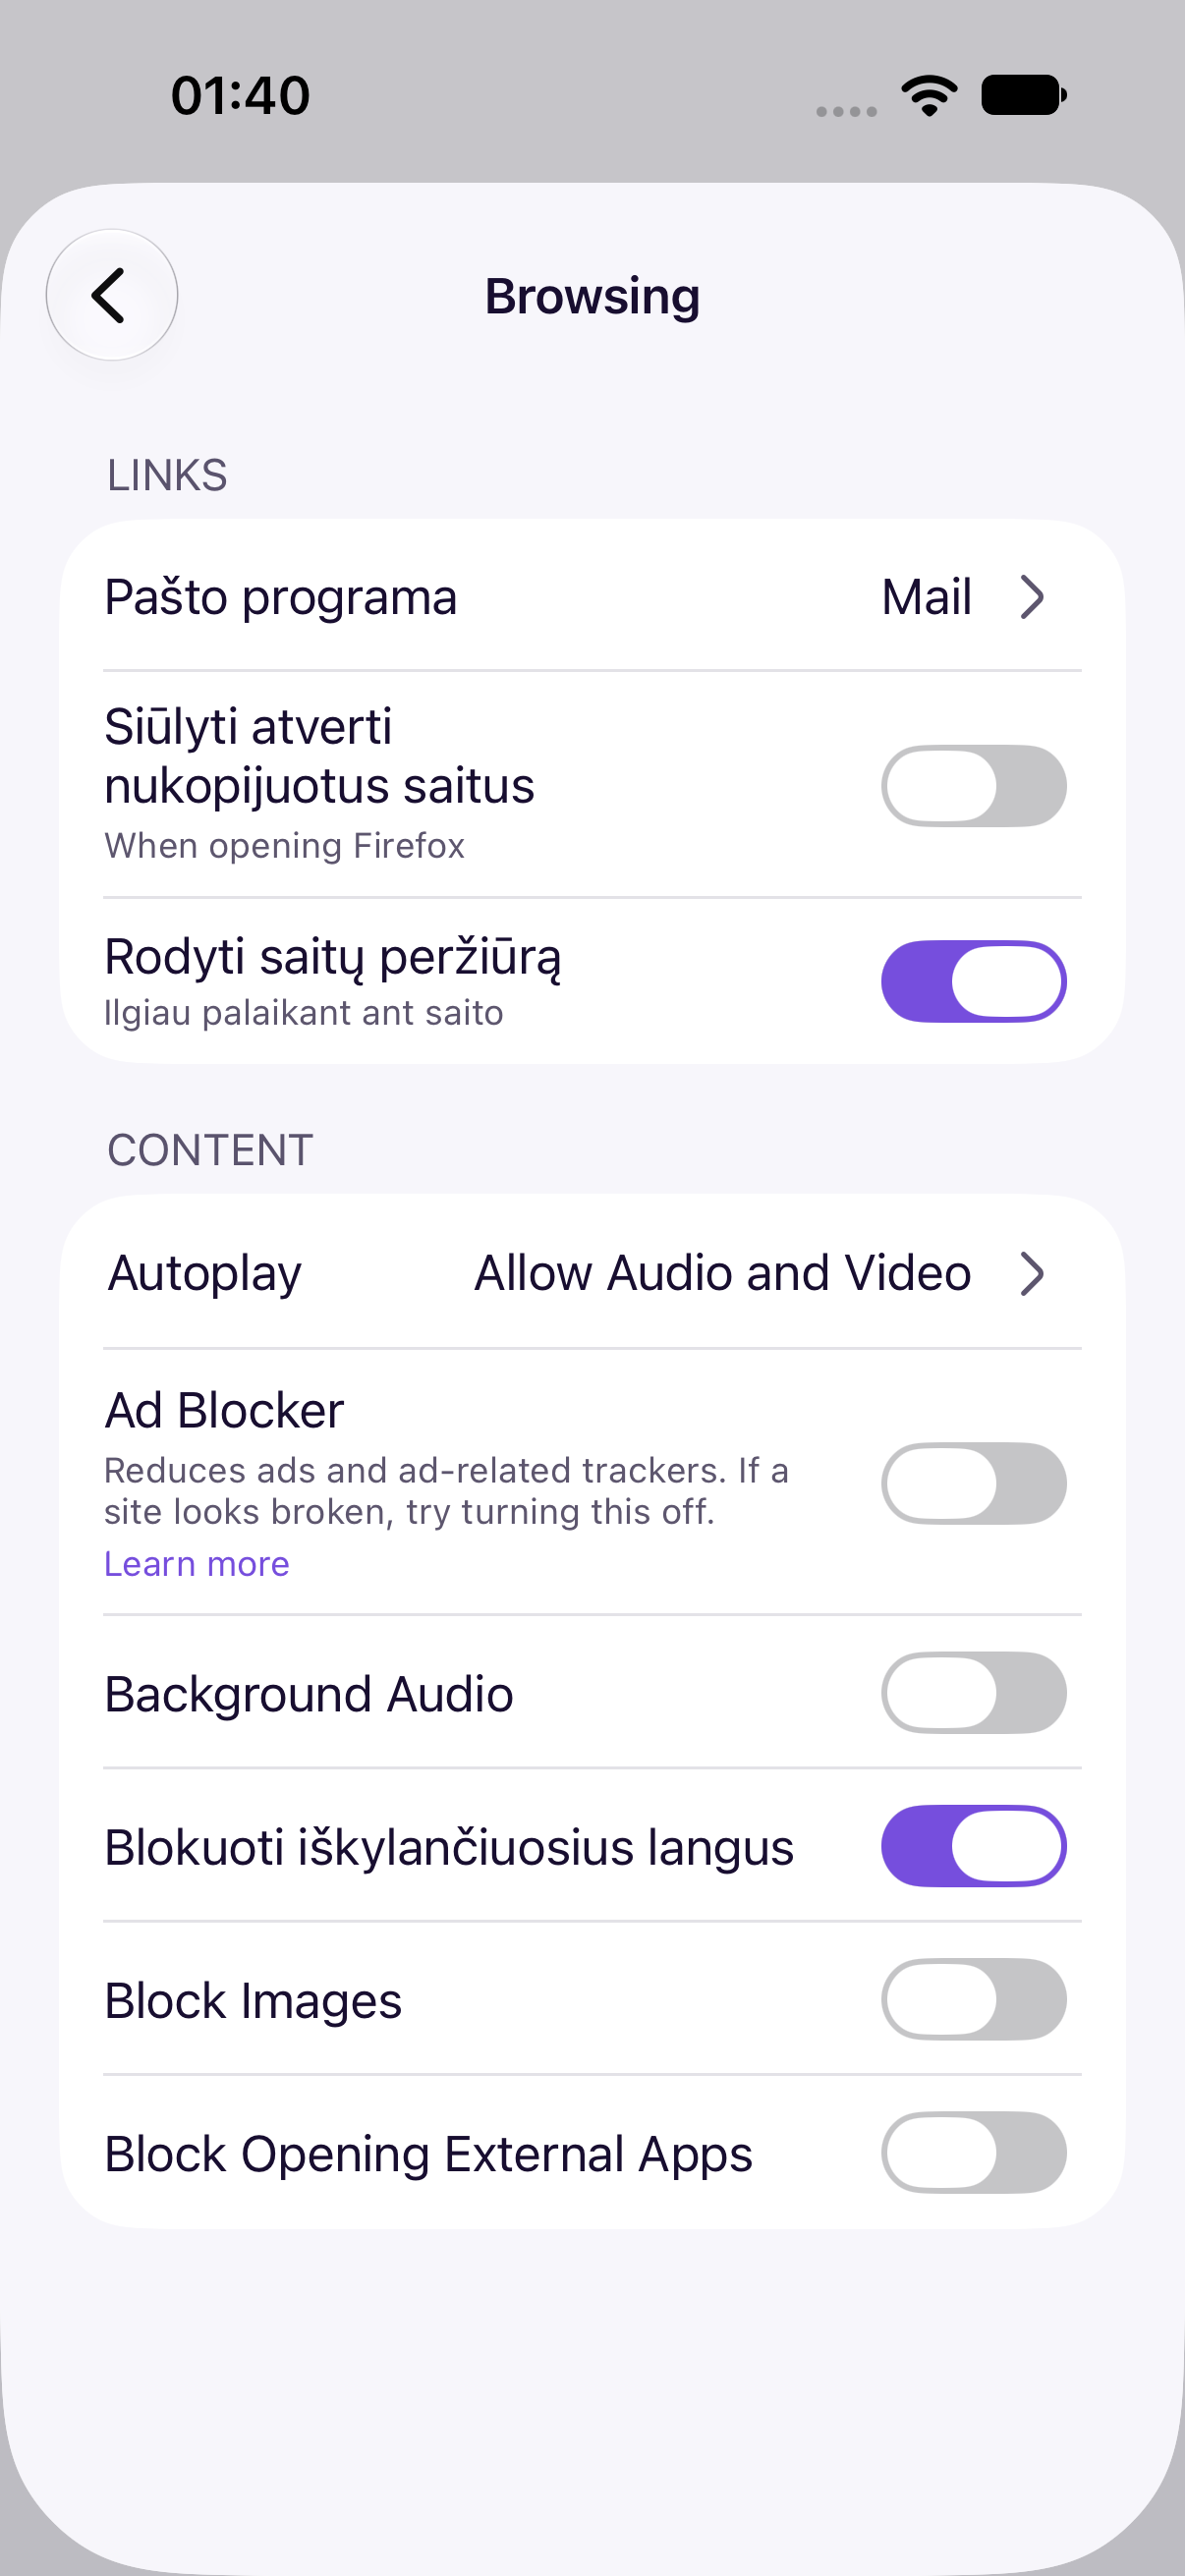 01:40
Browsing
LINKS
Pašto programa
Mail
Siūlyti atverti
nukopijuotus saitus
When opening Firefox
Rodyti saitų peržiūrą
Ilgiau palaikant ant saito
CONTENT
Autoplay
Allow Audio and Video
Ad Blocker
Reduces ads and ad-related trackers. If a
site looks broken, try turning this off.
Learn more
Background Audio
Blokuoti iškylančiuosius langus
Block Images
Block Opening External Apps